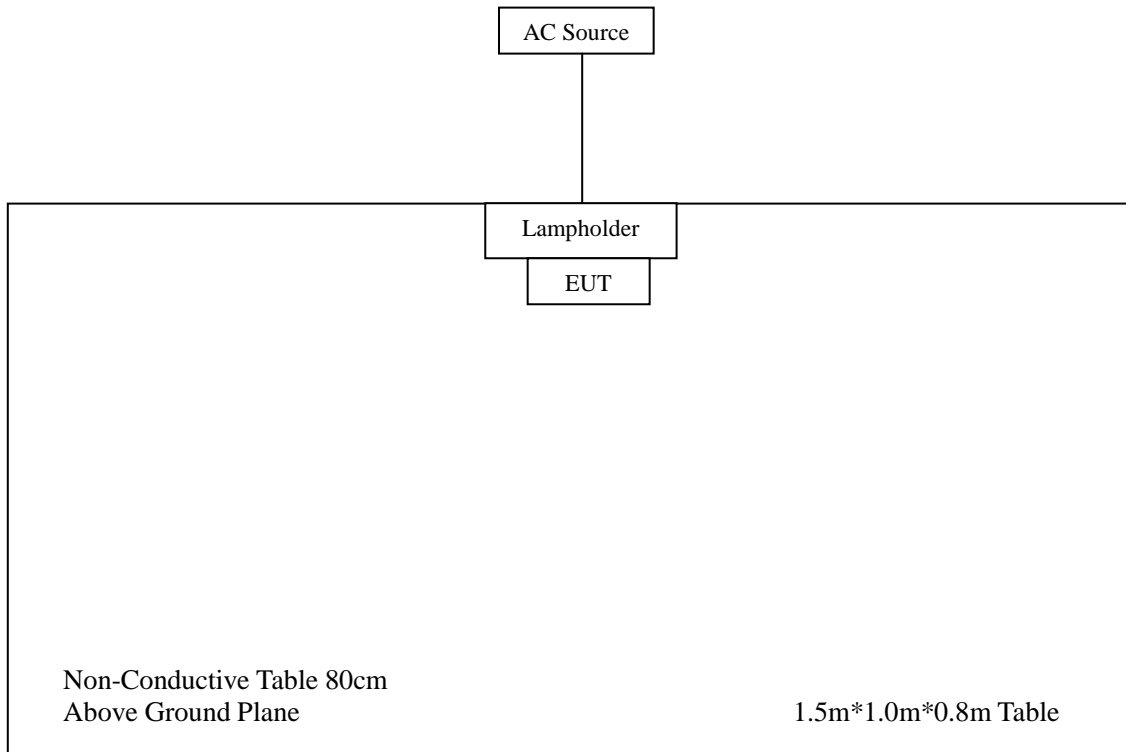 AC Source
Lampholder
EUT
Non-Conductive Table 80cm
Above Ground Plane
1.5m*1.0m*0.8m Table